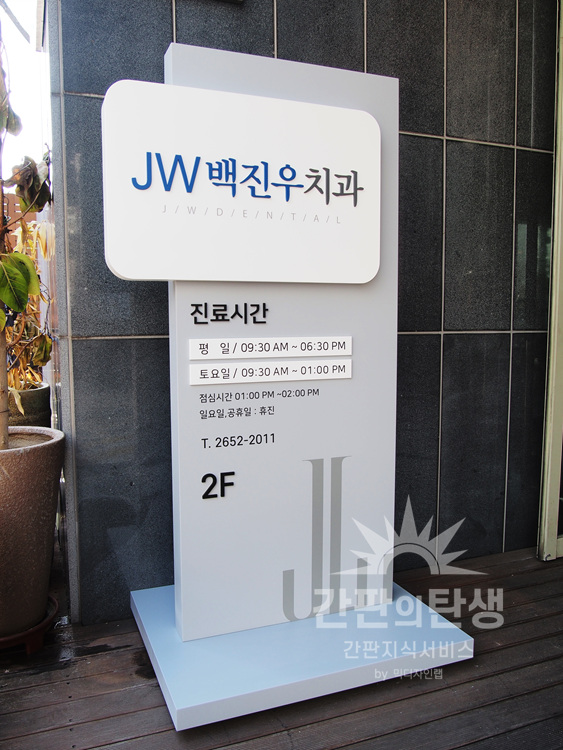 JW백진우치과
J/W/D/E/N/T/A/L
진료시간
평 일 / 09:30 AM ~ 06:30 PM
토요일 / 09:30 AM ~ 01:00 PM
점심시간 01:00 PM ~02:00 PM
일요일,공휴일 : 휴진
T. 2652-2011
2F
간판의탄생
간판지식서비스
by 믹디자인랩